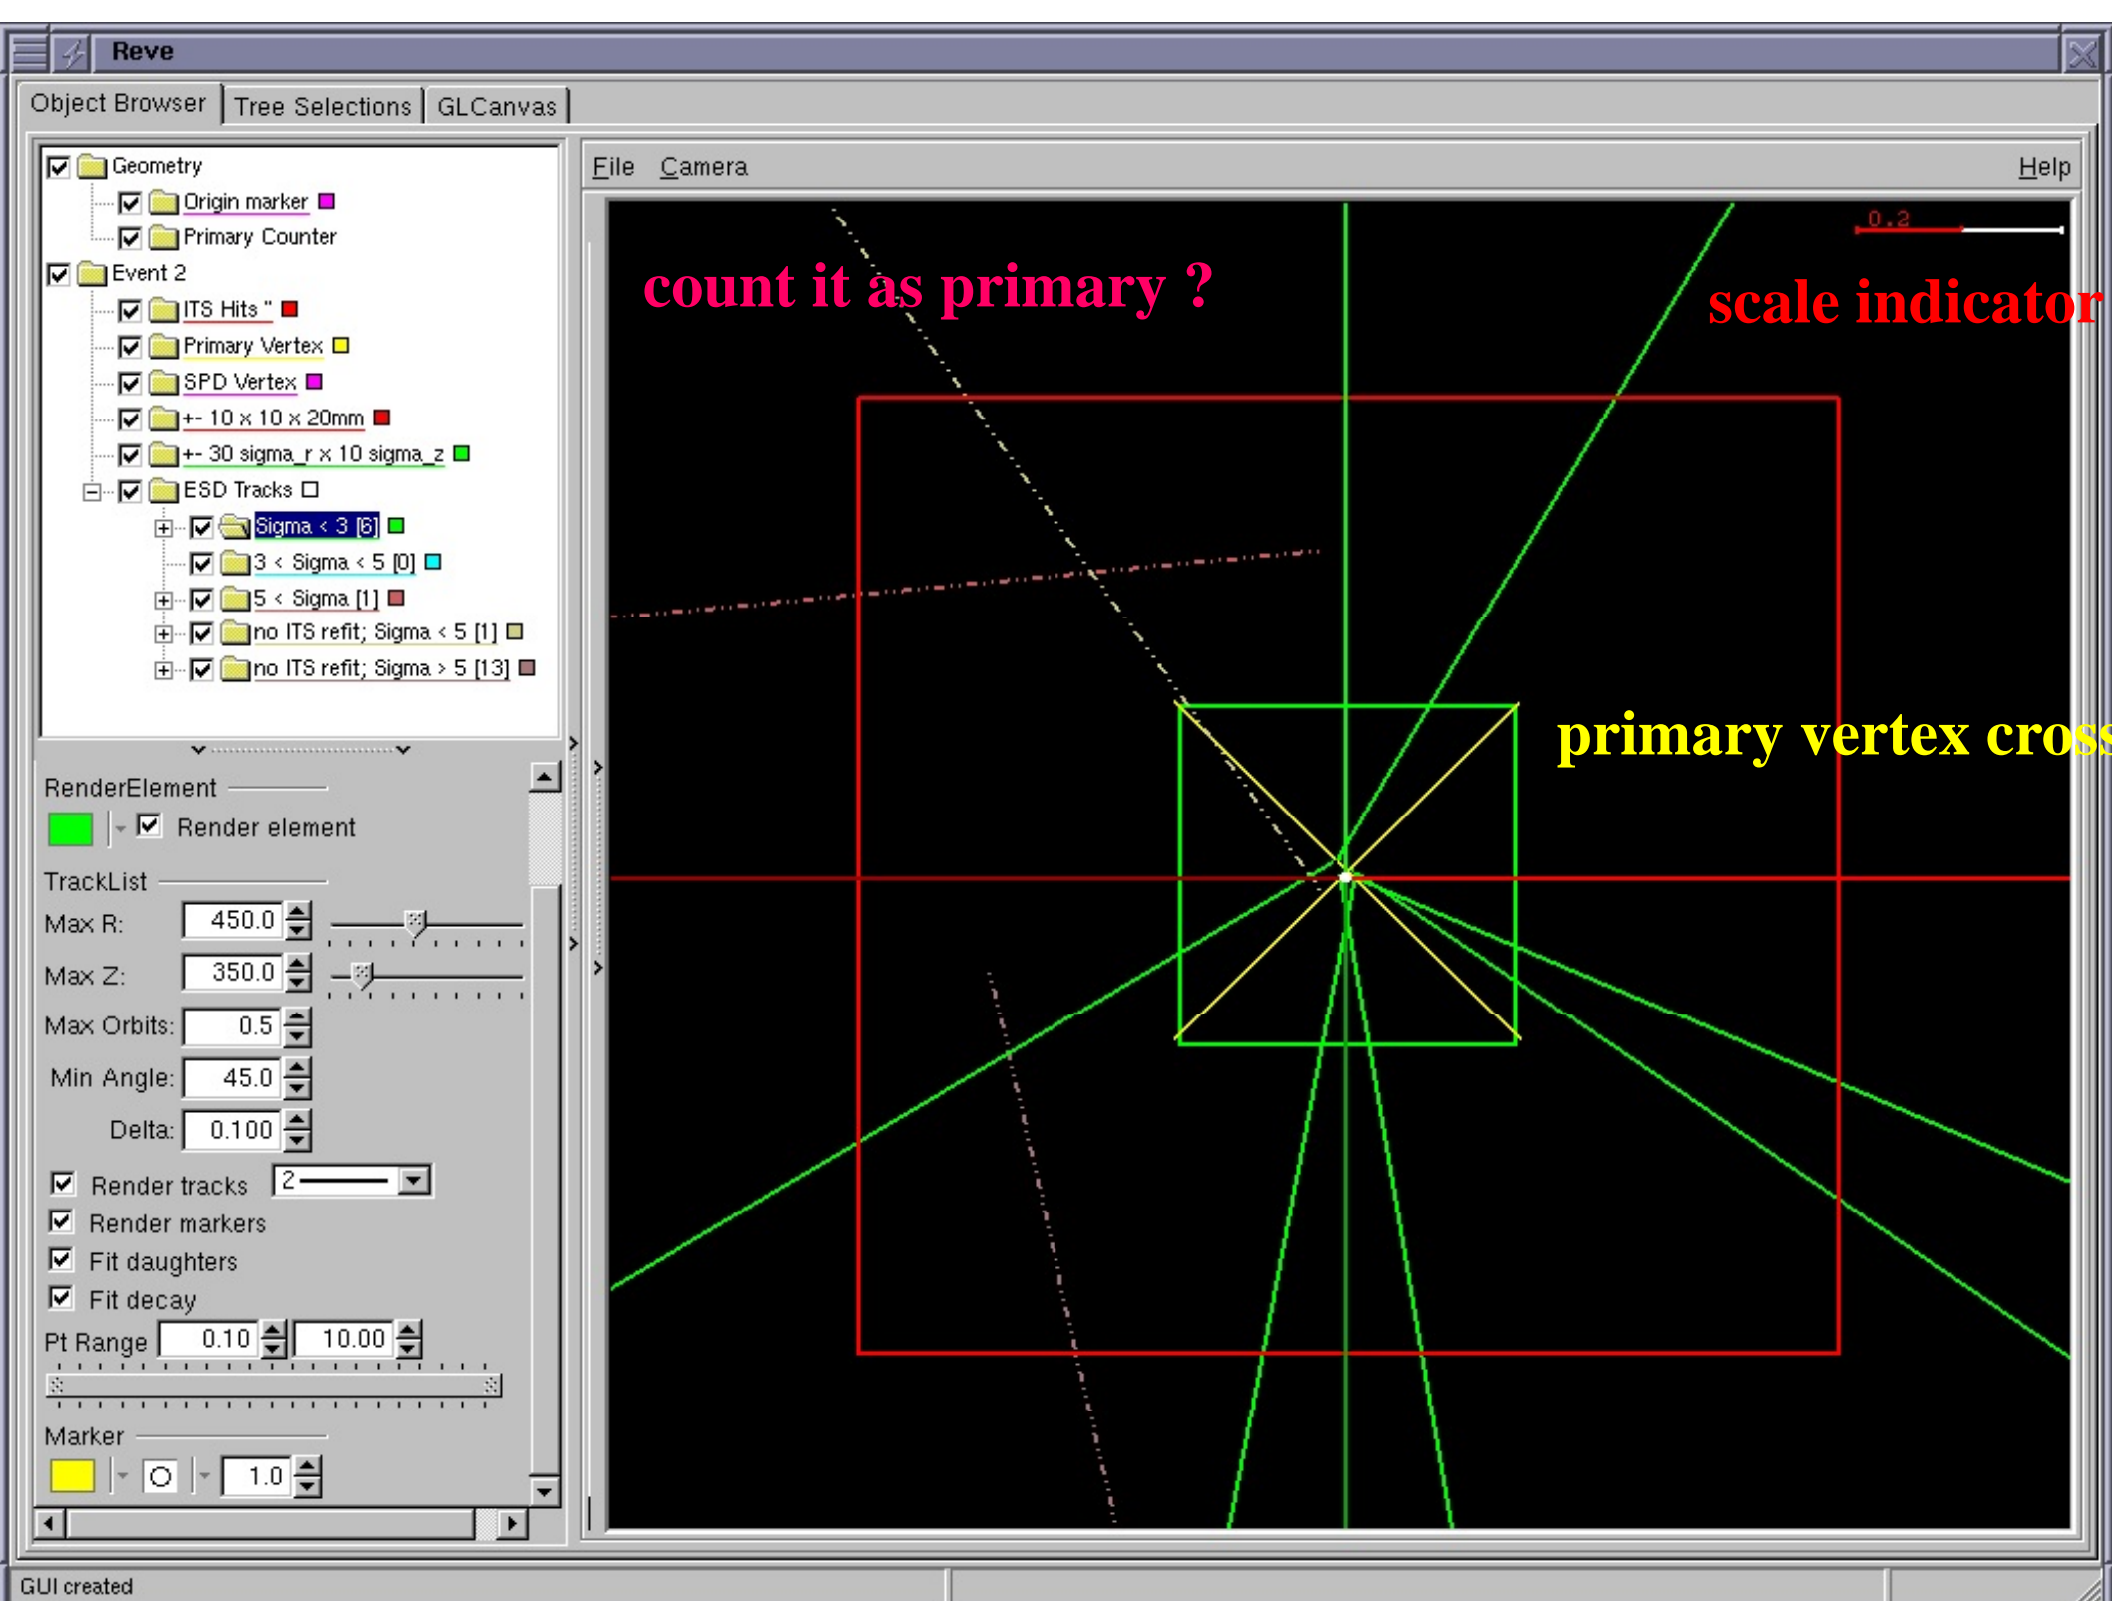 Reve
Object Browser Tree Selections GLCanvas
Geometry
Origin marker
Primary Counter
Event 2
ITS Hits "
Primary Vertex
SPD Vertex
+- 10 x 10 x 20mm
+- 30 sigma_r x 10 sigma_z
ESD Tracks
Sigma < 3 [6]
3 < Sigma < 5 [0]
5 < Sigma [1]
no ITS refit; Sigma < 5 [1]
no ITS refit; Sigma > 5 [13]
RenderElement
Render element
TrackList
Max R: 450.0
Max Z: 350.0
Max Orbits: 0.5
Min Angle: 45.0
Delta: 0.100
Render tracks 2
Render markers
Fit daughters
Fit decay
Pt Range 0.10 10.00
Marker
1.0
File Camera Help
0.2
count it as primary ?
scale indicator
primary vertex cross
GUI created